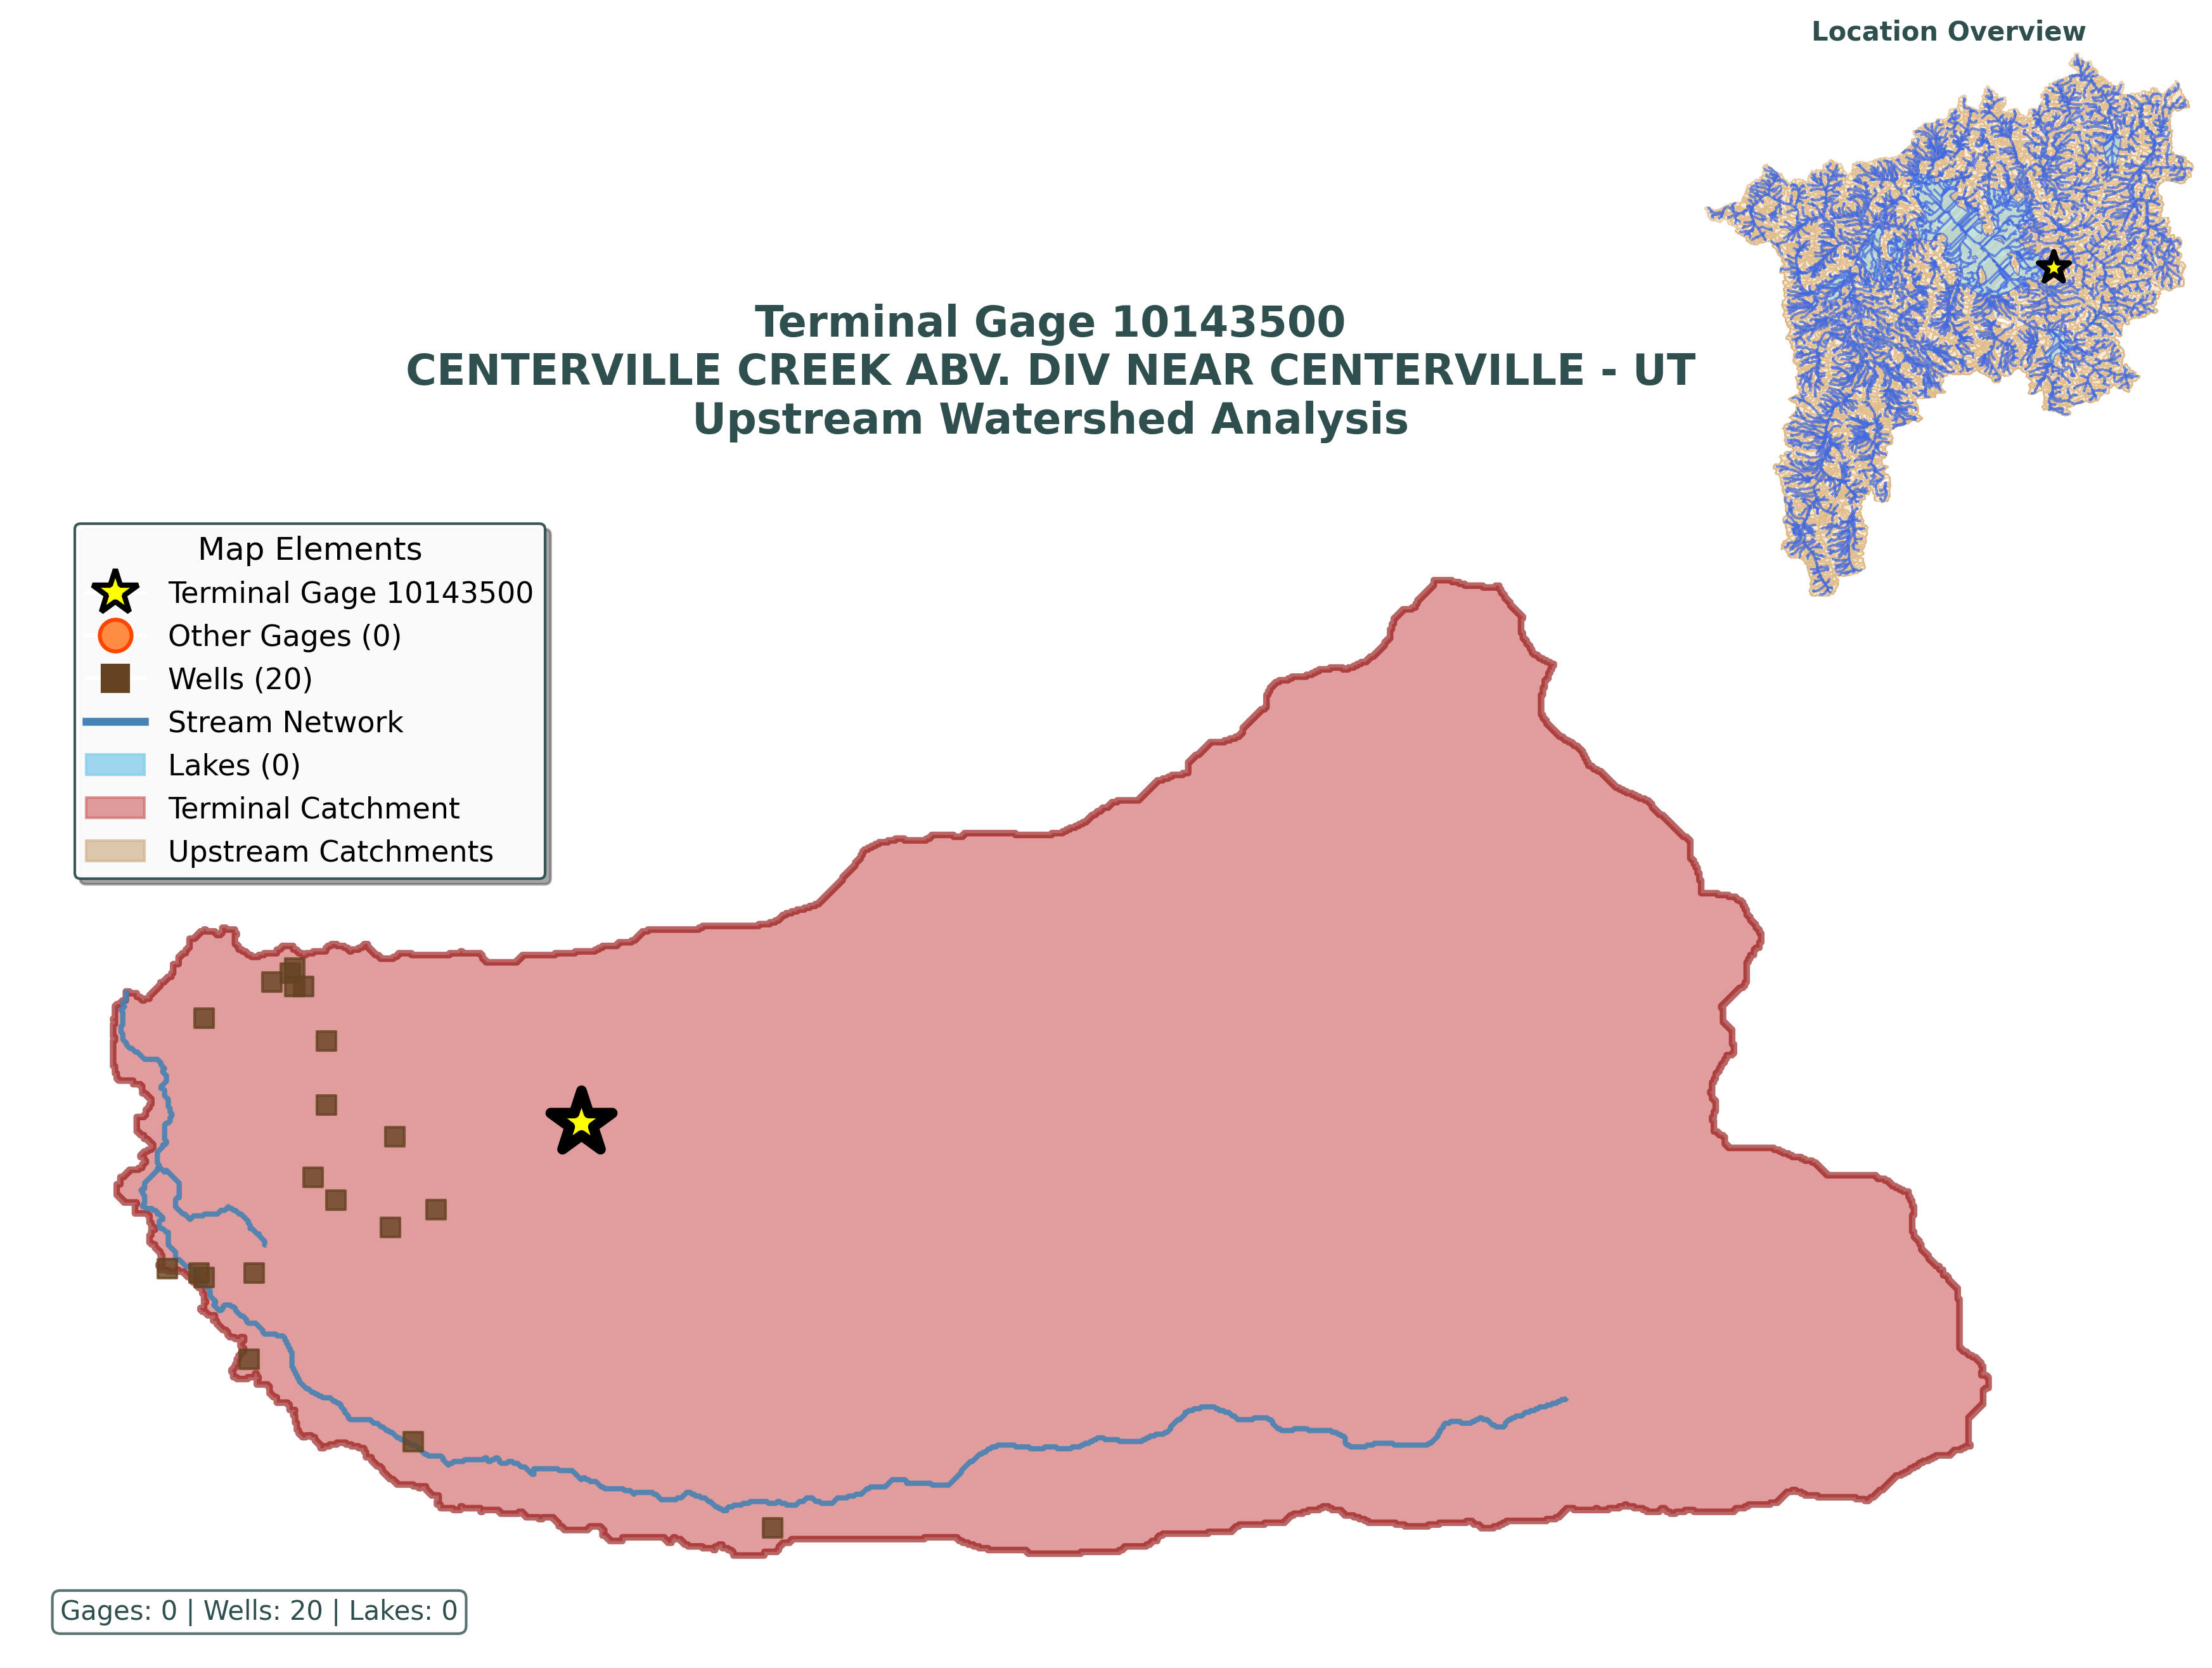 Location Overview
Terminal Gage 10143500
CENTERVILLE CREEK ABV. DIV NEAR CENTERVILLE - UT
Upstream Watershed Analysis
Map Elements
Terminal Gage 10143500
Other Gages (0)
Wells (20)
Stream Network
Lakes (0)
Terminal Catchment
Upstream Catchments
Gages: 0 | Wells: 20 | Lakes: 0